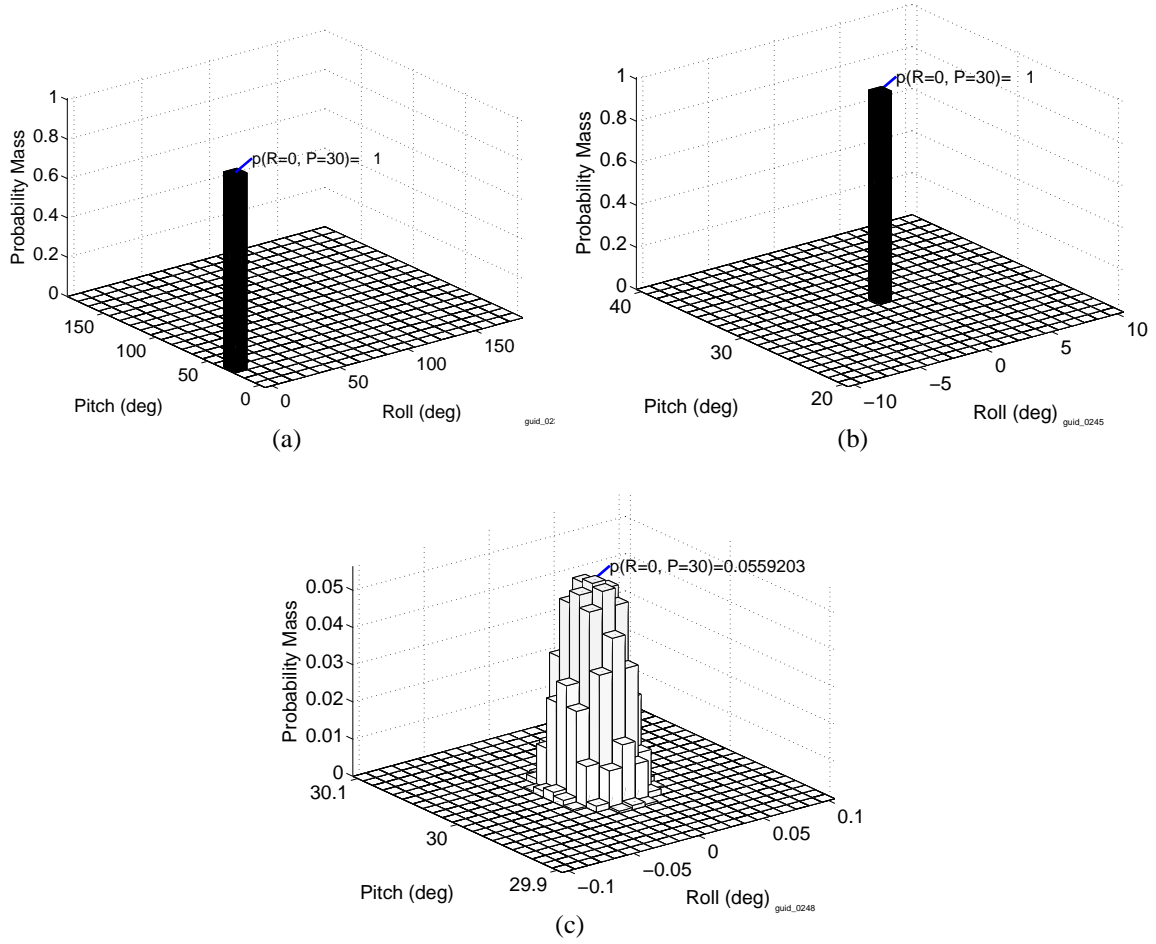 p(R=0, P=30)= 1
Probability Mass
1
0.8
0.6
0.4
0.2
0
150
100
50
0
0
50
100
150
Pitch (deg)
Roll (deg)
guid_02
(a)
p(R=0, P=30)= 1
Probability Mass
1
0.8
0.6
0.4
0.2
0
40
30
20
−10
−5
0
5
10
Pitch (deg)
Roll (deg)
guid_0245
(b)
p(R=0, P=30)=0.0559203
Probability Mass
0.05
0.04
0.03
0.02
0.01
0
30.1
30
29.9
−0.1
−0.05
0
0.05
0.1
Pitch (deg)
Roll (deg)
guid_0248
(c)